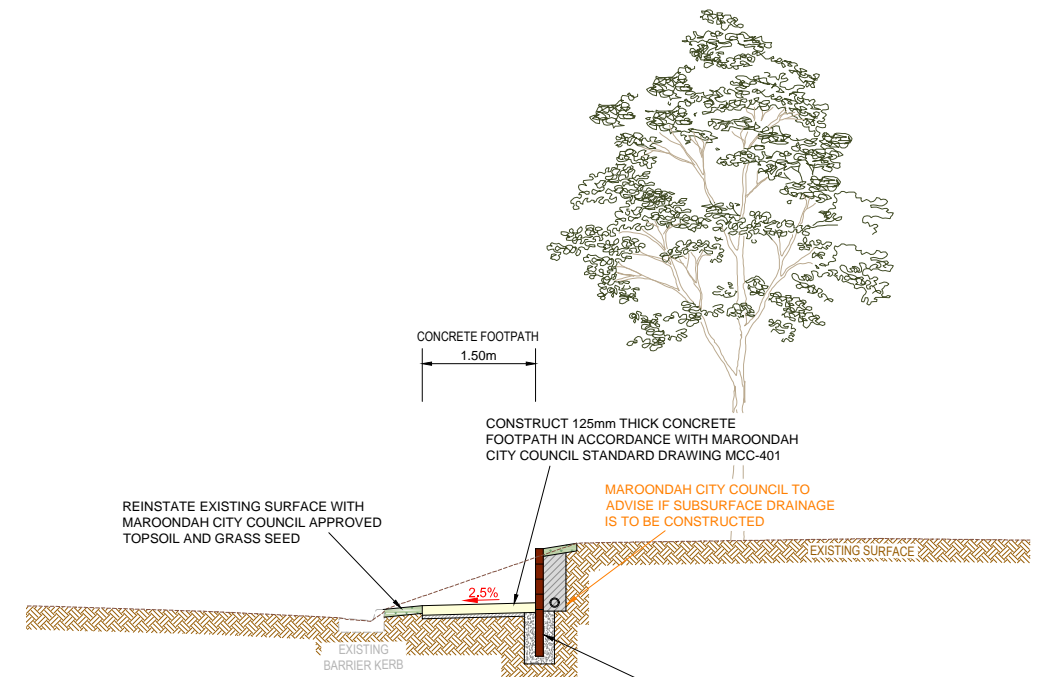 CONCRETE FOOTPATH
1.50m
CONSTRUCT 125mm THICK CONCRETE
FOOTPATH IN ACCORDANCE WITH MAROONDAH
CITY COUNCIL STANDARD DRAWING MCC-401
MAROONDAH CITY COUNCIL TO
ADVISE IF SUBSURFACE DRAINAGE
IS TO BE CONSTRUCTED
REINSTATE EXISTING SURFACE WITH
MAROONDAH CITY COUNCIL APPROVED
TOPSOIL AND GRASS SEED
EXISTING SURFACE
2.5%
EXISTING
BARRIER KERB